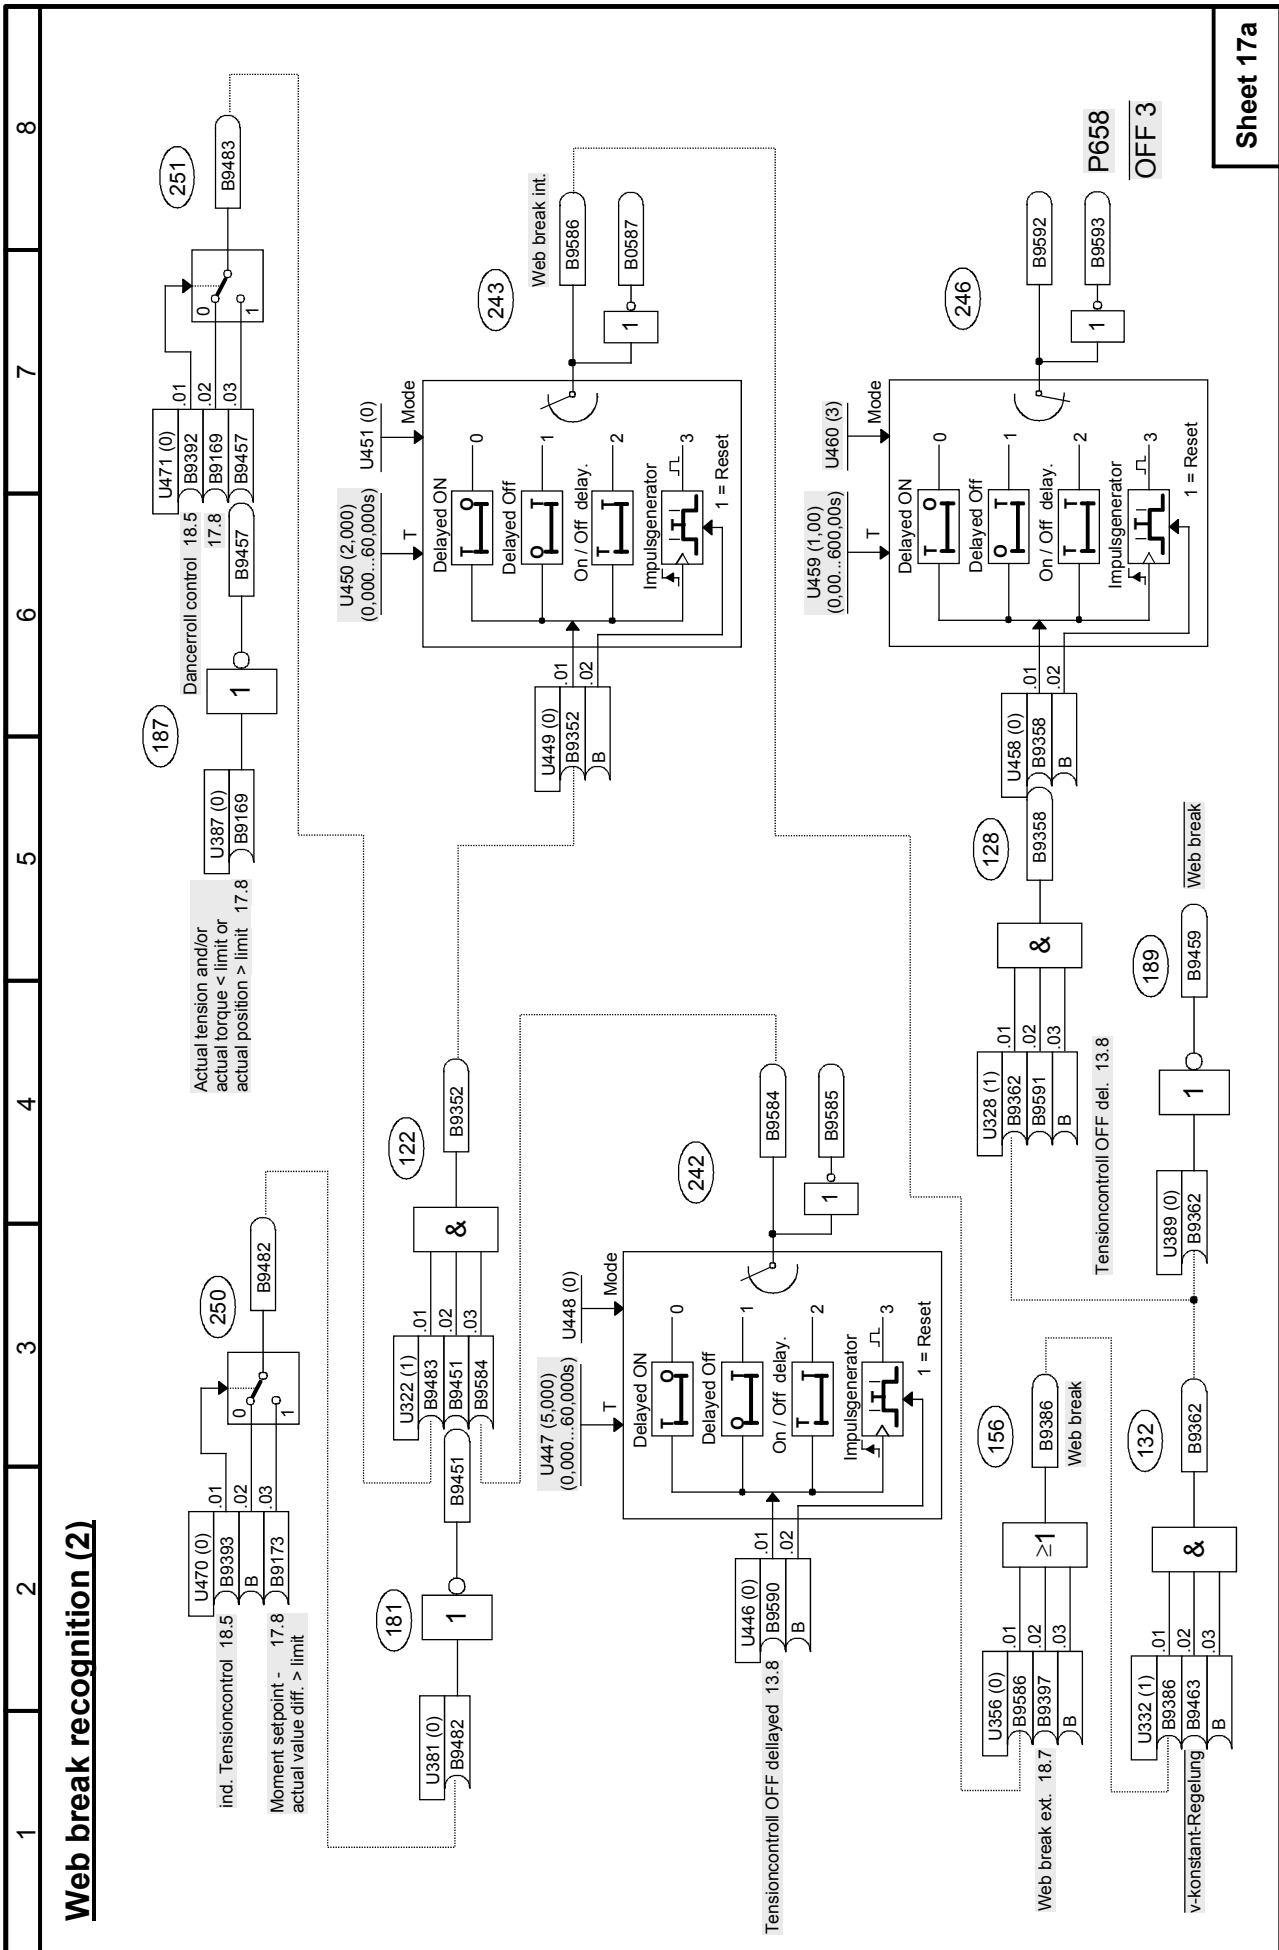 Web break recognition (2)
1
2
3
4
5
6
7
8
ind. Tensioncontrol 18.5
Moment setpoint - 17.8
actual value diff. > limit
U470 (0)
B9393 .01
B .02
B9173 .03
0
1
250
B9482
Actual tension and/or
actual torque < limit or
actual position > limit 17.8
U387 (0)
B9169
187
1
B9457
Dancerroll control 18.5
17.8
U471 (0)
B9392 .01
B9169 .02
B9457 .03
0
1
251
B9483
U381 (0)
B9482
181
1
B9451
U322 (1)
B9483 .01
B9451 .02
B9584 .03
&
122
B9352
U449 (0)
B9352 .01
B .02
U450 (2,000)
(0,000...60,000s)
T
U451 (0)
Mode
Delayed ON
T O
0
Delayed Off
O T
1
On / Off delay.
T T
2
Impulsgenerator
T
3
1 = Reset
243
Web break int.
B9586
1
B0587
Tensioncontroll OFF dellayed 13.8
U446 (0)
B9590 .01
B .02
U447 (5,000)
(0,000...60,000s)
T
U448 (0)
Mode
Delayed ON
T O
0
Delayed Off
O T
1
On / Off delay.
T T
2
Impulsgenerator
T
3
1 = Reset
242
B9584
1
B9585
Web break ext. 18.7
U356 (0)
B9586 .01
B9397 .02
B .03
≥1
156
B9386
Web break
v-konstant-Regelung
U332 (1)
B9386 .01
B9463 .02
B .03
&
132
B9362
U328 (1)
B9362 .01
B9591 .02
B .03
Tensioncontroll OFF del. 13.8
&
128
B9358
U389 (0)
B9362
1
189
B9459
Web break
U458 (0)
B9358 .01
B .02
U459 (1,00)
(0,00...600,00s)
T
U460 (3)
Mode
Delayed ON
T O
0
Delayed Off
O T
1
On / Off delay.
T T
2
Impulsgenerator
T
3
1 = Reset
246
B9592
1
B9593
P658
OFF 3
Sheet 17a